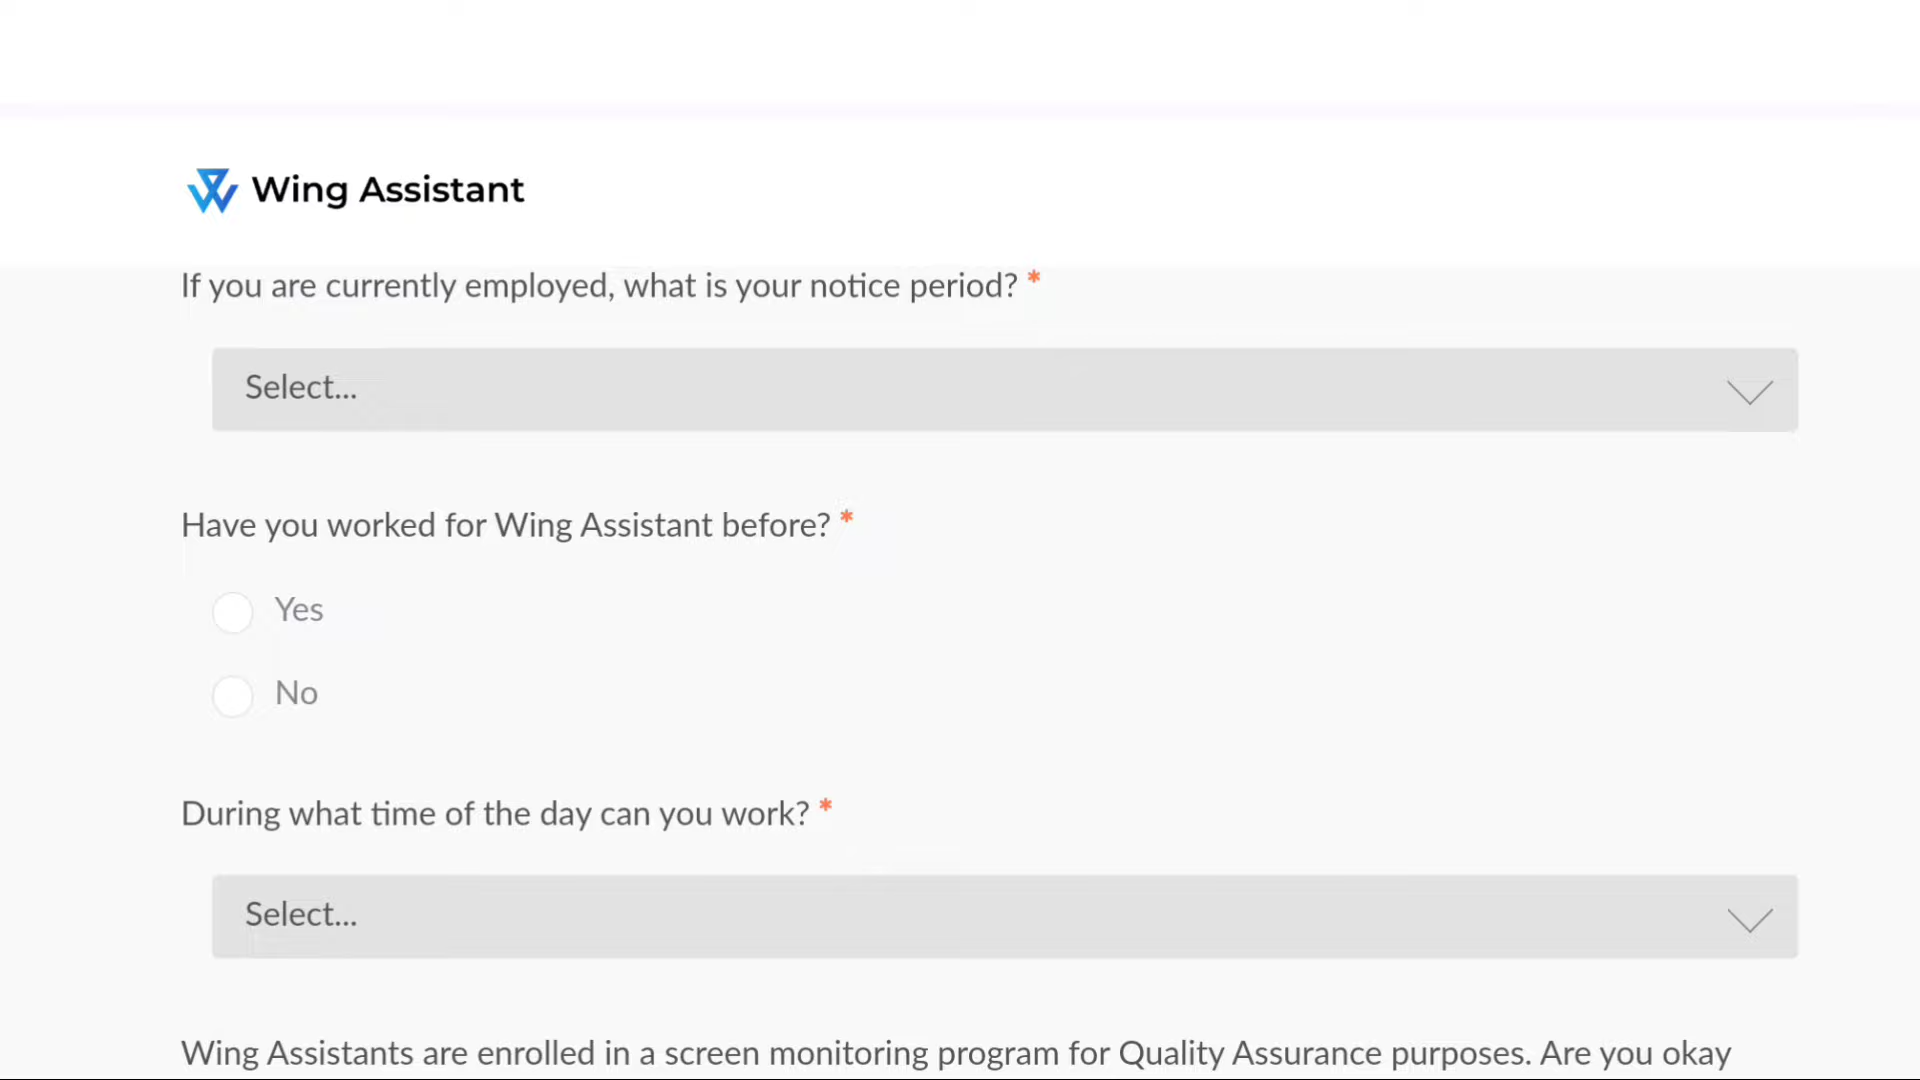 Wing Assistant
If you are currently employed, what is your notice period? *
Select...
Have you worked for Wing Assistant before? *
Yes
No
During what time of the day can you work? *
Select...
Wing Assistants are enrolled in a screen monitoring program for Quality Assurance purposes. Are you okay